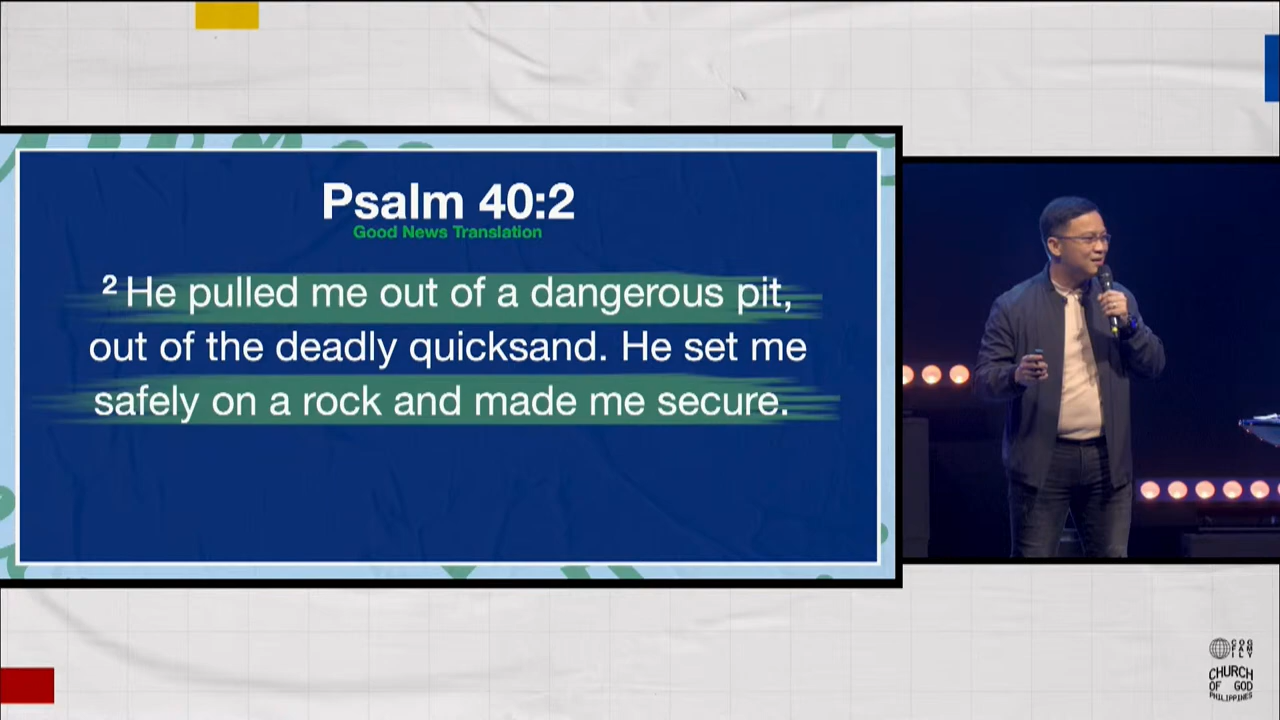 Psalm 40:2
Good News Translation
2 He pulled me out of a dangerous pit,
out of the deadly quicksand. He set me
safely on a rock and made me secure.
CHURCH
OF GOD
PHILIPPINES